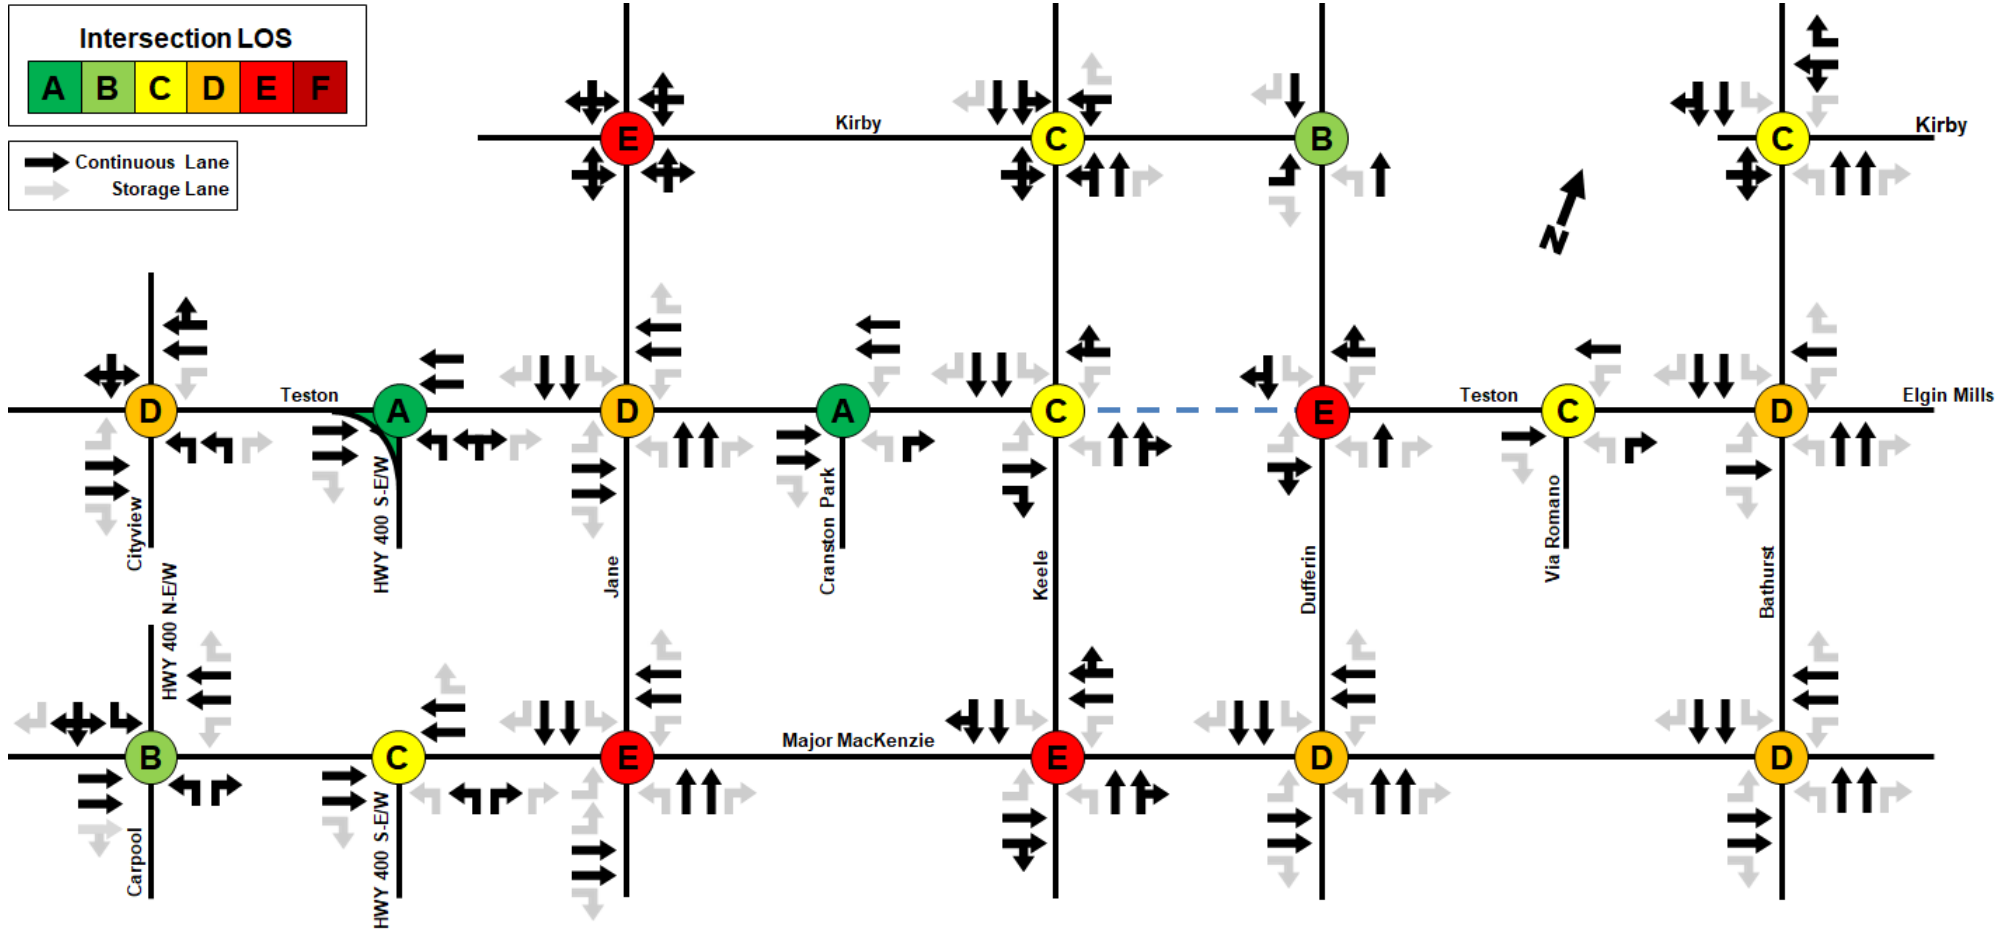 Intersection LOS
A B C D E F
Continuous Lane
Storage Lane
Kirby
Kirby
E C B C
N
Teston
Teston
Elgin Mills
D A D A C E C D
Cityview
HWY 400 S-E/W
Jane
Cranston Park
Keele
Dufferin
Via Romano
Bathurst
HWY 400 N-E/W
Major MacKenzie
B C E E D D
Carpool
HWY 400 S-E/W